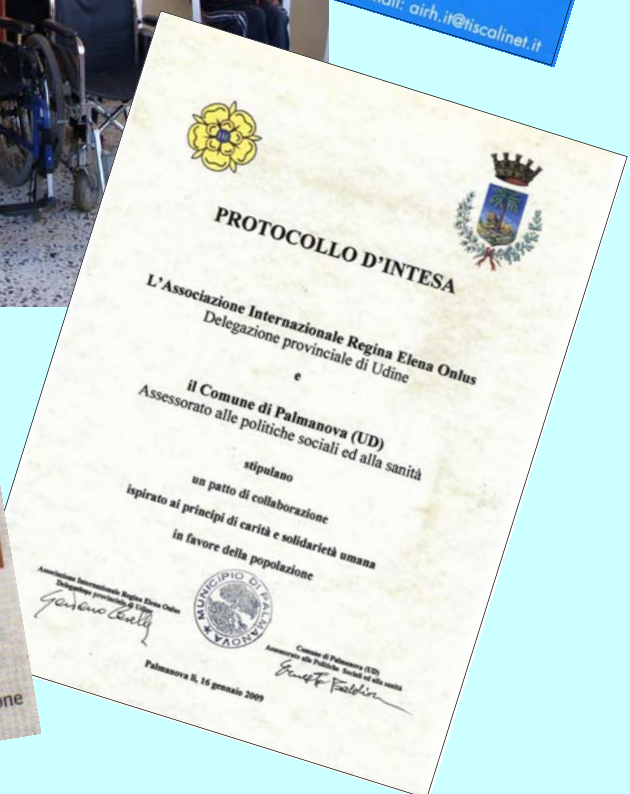 email: airh.it@tiscalinet.it
PROTOCOLLO D'INTESA
L'Associazione Internazionale Regina Elena Onlus
Delegazione provinciale di Udine
e
il Comune di Palmanova (UD)
Assessorato alle politiche sociali ed alla sanità
stipulano
un patto di collaborazione
ispirato ai principi di carità e solidarietà umana
in favore della popolazione
Associazione Internazionale Regina Elena Onlus
Delegazione provinciale di Udine
MUNICIPIO DI PALMANOVA
Comune di Palmanova (UD)
Assessorato alle Politiche Sociali ed alla sanità
Palmanova lì, 16 gennaio 2009
one